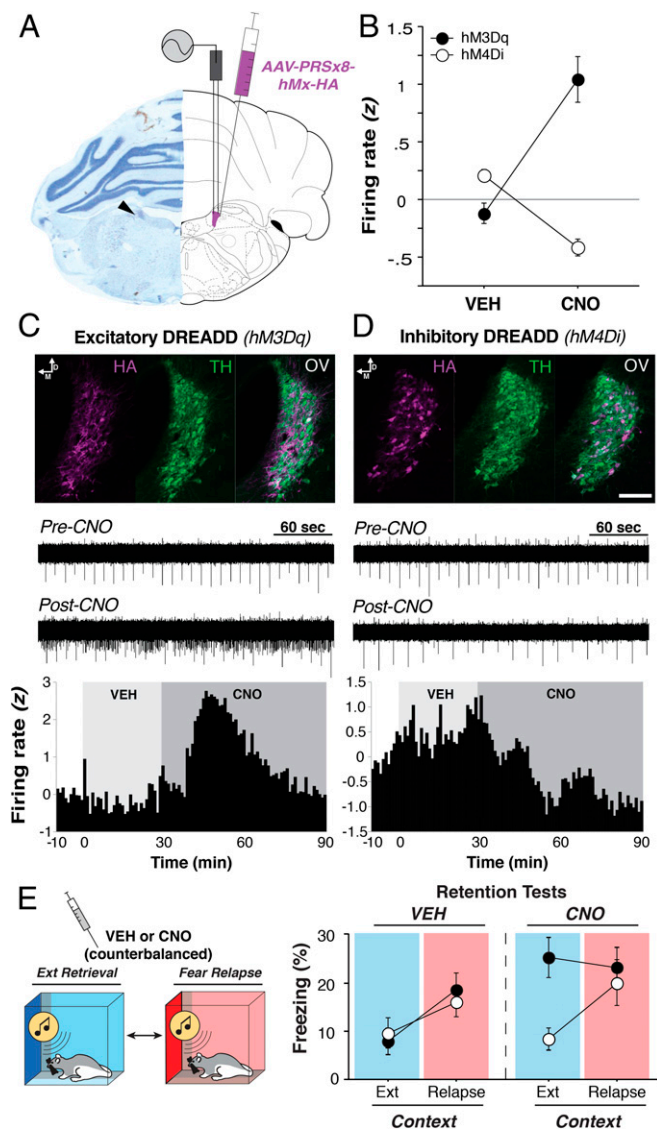 A
AAV-PRSx8-
hMx-HA
B
hM3Dq
hM4Di
Firing rate (z)
1
.5
0
-.5
VEH
CNO
C
Excitatory DREADD (hM3Dq)
D
M
HA
TH
OV
Pre-CNO
60 sec
Post-CNO
Firing rate (z)
3
2
1
0
-1
VEH
CNO
-10
0
30
60
90
Time (min)
D
Inhibitory DREADD (hM4Di)
D
M
HA
TH
OV
Pre-CNO
60 sec
Post-CNO
1.5
1.0
0.5
0
-0.5
-1.0
-1.5
VEH
CNO
-10
0
30
60
90
Time (min)
E
VEH or CNO
(counterbalanced)
Ext Retrieval
Fear Relapse
Retention Tests
VEH
CNO
Freezing (%)
30
20
10
0
Ext
Relapse
Ext
Relapse
Context
Context